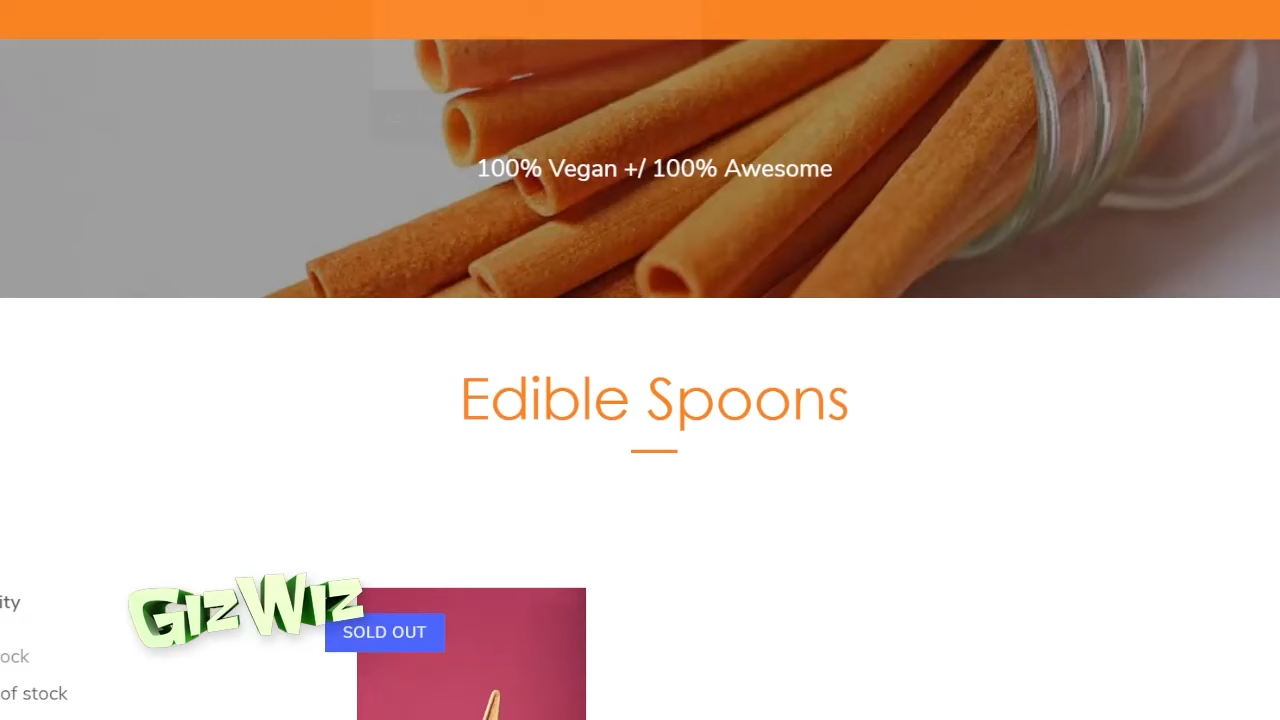 100% Vegan +/ 100% Awesome
Edible Spoons
ity
GizWiz
SOLD OUT
ock
of stock